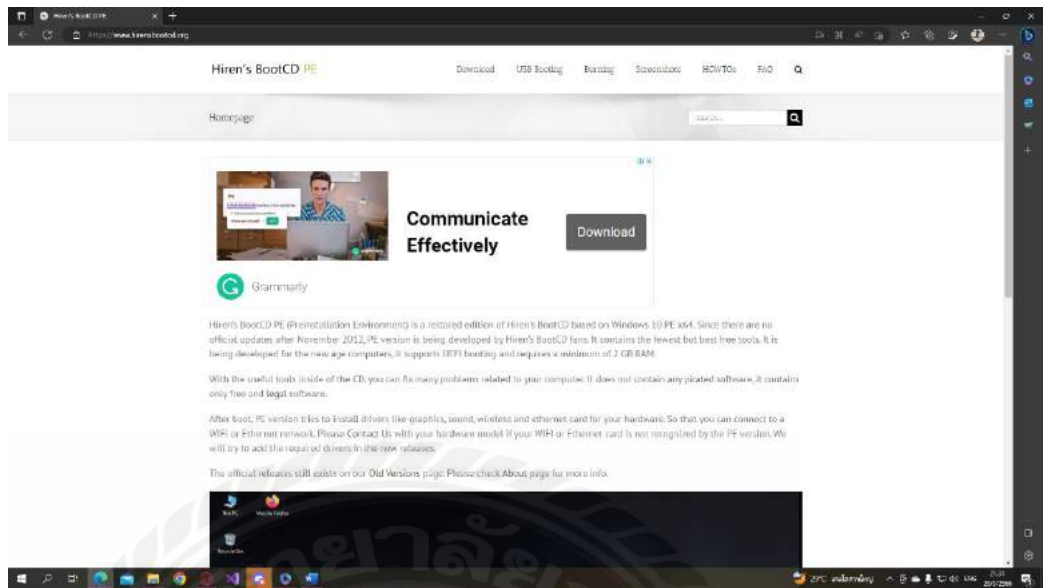 Hiren's BootCD PE
https://www.hirensbootcd.org
Hiren's BootCD PE
Download USB Booting Burning Screenshots HOWTOs FAQ
Homepage
Search...
Communicate
Effectively
Download
Grammarly
Hiren's BootCD PE (Preinstallation Environment) is a restored edition of Hiren's BootCD based on Windows 10 PE x64. Since there are no
official updates after November 2012, PE version is being developed by Hiren's BootCD fans. It contains the fewest but best free tools. It is
being developed for the new age computers, it supports UEFI booting and requires a minimum of 2 GB RAM.
With the useful tools inside of the CD, you can fix many problems related to your computer. It does not contain any pirated software, it contains
only free and legal software.
After boot, PE version tries to install drivers like graphics, sound, wireless and ethernet card for your hardware. So that you can connect to a
WIFI or Ethernet network. Please Contact Us with your hardware model if your WIFI or Ethernet card is not recognized by the PE version. We
will try to add the required drivers in the new releases.
The official releases still exists on our Old Versions page. Please check About page for more info.
This PC Mozilla Firefox
Recycle Bin
29°C ENG